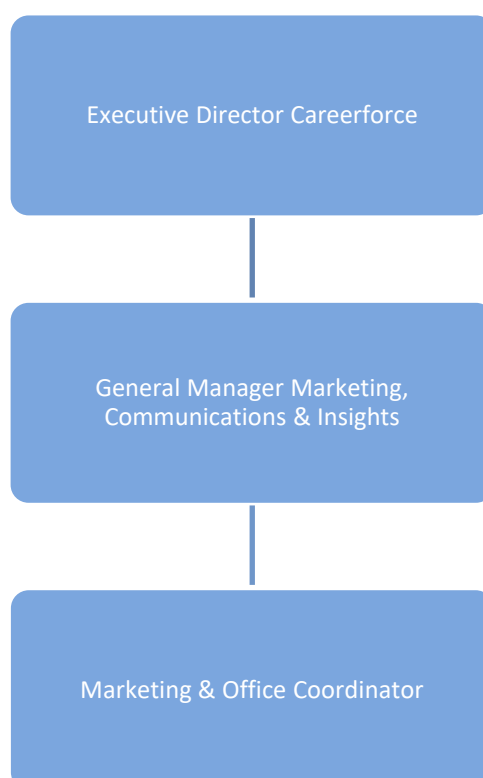 Executive Director Careerforce
General Manager Marketing,
Communications & Insights
Marketing & Office Coordinator